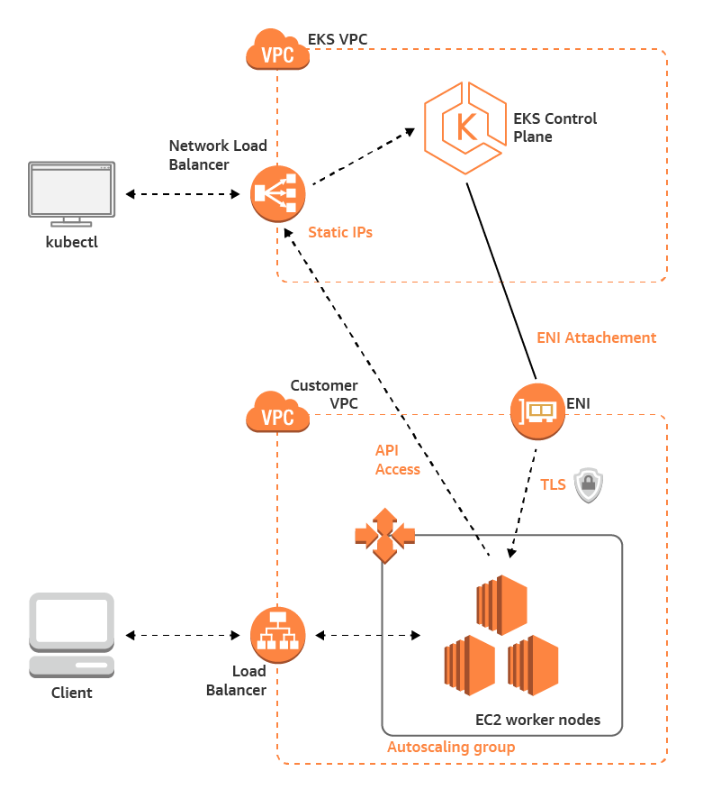 VPC
EKS VPC
K
EKS Control
Plane
Network Load
Balancer
kubectl
Static IPs
ENI Attachement
Customer
VPC
VPC
ENI
API
Access
TLS
Client
Load
Balancer
EC2 worker nodes
Autoscaling group